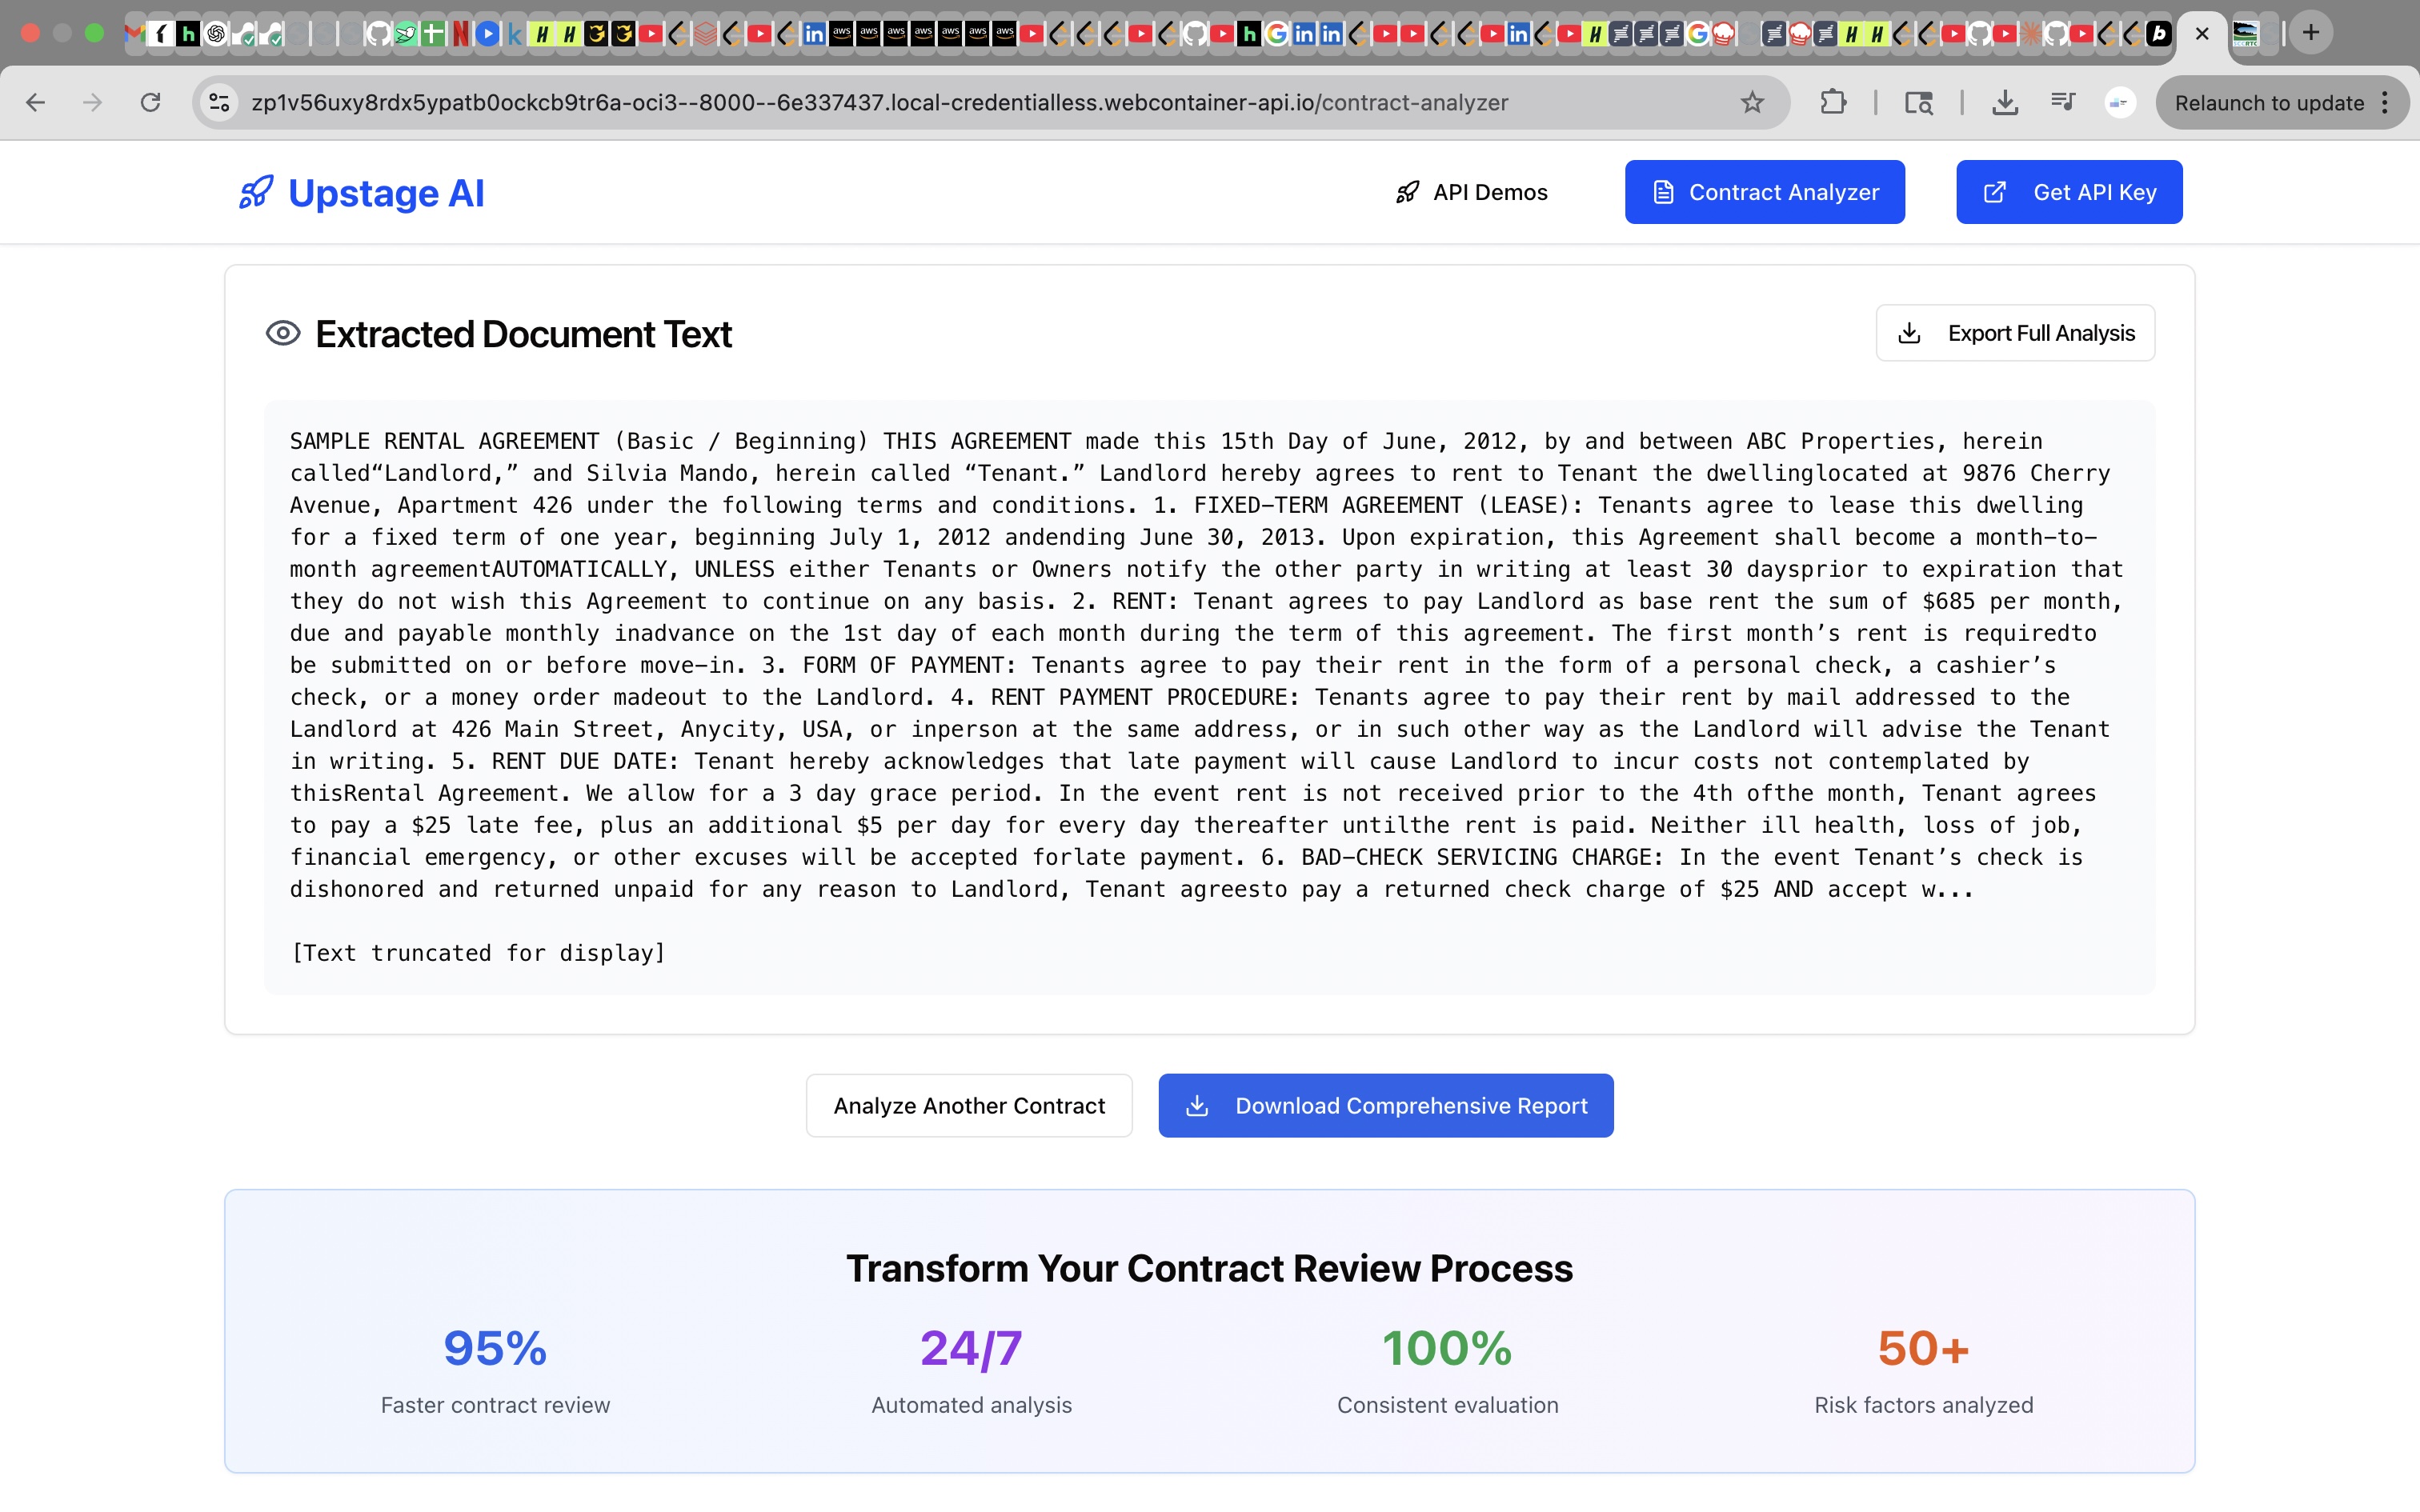 zp1v56uxy8rdx5ypatb0ockcb9tr6a-oci3--8000--6e337437.local-credentialless.webcontainer-api.io/contract-analyzer
Relaunch to update
Upstage AI
API Demos
Contract Analyzer
Get API Key
Extracted Document Text
Export Full Analysis
SAMPLE RENTAL AGREEMENT (Basic / Beginning) THIS AGREEMENT made this 15th Day of June, 2012, by and between ABC Properties, herein
called“Landlord,” and Silvia Mando, herein called “Tenant.” Landlord hereby agrees to rent to Tenant the dwellinglocated at 9876 Cherry
Avenue, Apartment 426 under the following terms and conditions. 1. FIXED-TERM AGREEMENT (LEASE): Tenants agree to lease this dwelling
for a fixed term of one year, beginning July 1, 2012 andending June 30, 2013. Upon expiration, this Agreement shall become a month-to-
month agreementAUTOMATICALLY, UNLESS either Tenants or Owners notify the other party in writing at least 30 daysprior to expiration that
they do not wish this Agreement to continue on any basis. 2. RENT: Tenant agrees to pay Landlord as base rent the sum of $685 per month,
due and payable monthly inadvance on the 1st day of each month during the term of this agreement. The first month’s rent is requiredto
be submitted on or before move-in. 3. FORM OF PAYMENT: Tenants agree to pay their rent in the form of a personal check, a cashier’s
check, or a money order madeout to the Landlord. 4. RENT PAYMENT PROCEDURE: Tenants agree to pay their rent by mail addressed to the
Landlord at 426 Main Street, Anycity, USA, or inperson at the same address, or in such other way as the Landlord will advise the Tenant
in writing. 5. RENT DUE DATE: Tenant hereby acknowledges that late payment will cause Landlord to incur costs not contemplated by
thisRental Agreement. We allow for a 3 day grace period. In the event rent is not received prior to the 4th ofthe month, Tenant agrees
to pay a $25 late fee, plus an additional $5 per day for every day thereafter untilthe rent is paid. Neither ill health, loss of job,
financial emergency, or other excuses will be accepted forlate payment. 6. BAD-CHECK SERVICING CHARGE: In the event Tenant’s check is
dishonored and returned unpaid for any reason to Landlord, Tenant agreesto pay a returned check charge of $25 AND accept w...
[Text truncated for display]
Analyze Another Contract
Download Comprehensive Report
Transform Your Contract Review Process
95%
Faster contract review
24/7
Automated analysis
100%
Consistent evaluation
50+
Risk factors analyzed